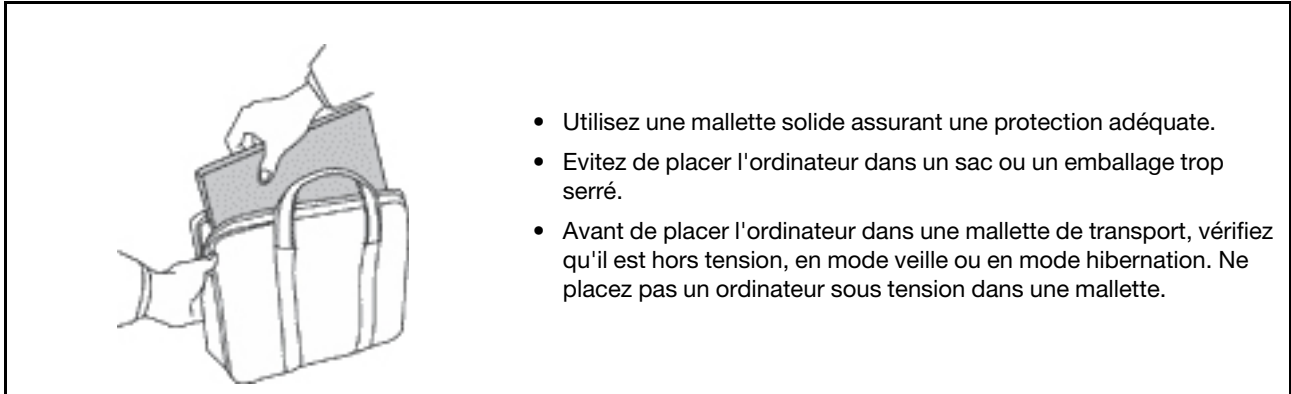 • Utilisez une mallette solide assurant une protection adéquate.
• Evitez de placer l'ordinateur dans un sac ou un emballage trop
serré.
• Avant de placer l'ordinateur dans une mallette de transport, vérifiez
qu'il est hors tension, en mode veille ou en mode hibernation. Ne
placez pas un ordinateur sous tension dans une mallette.